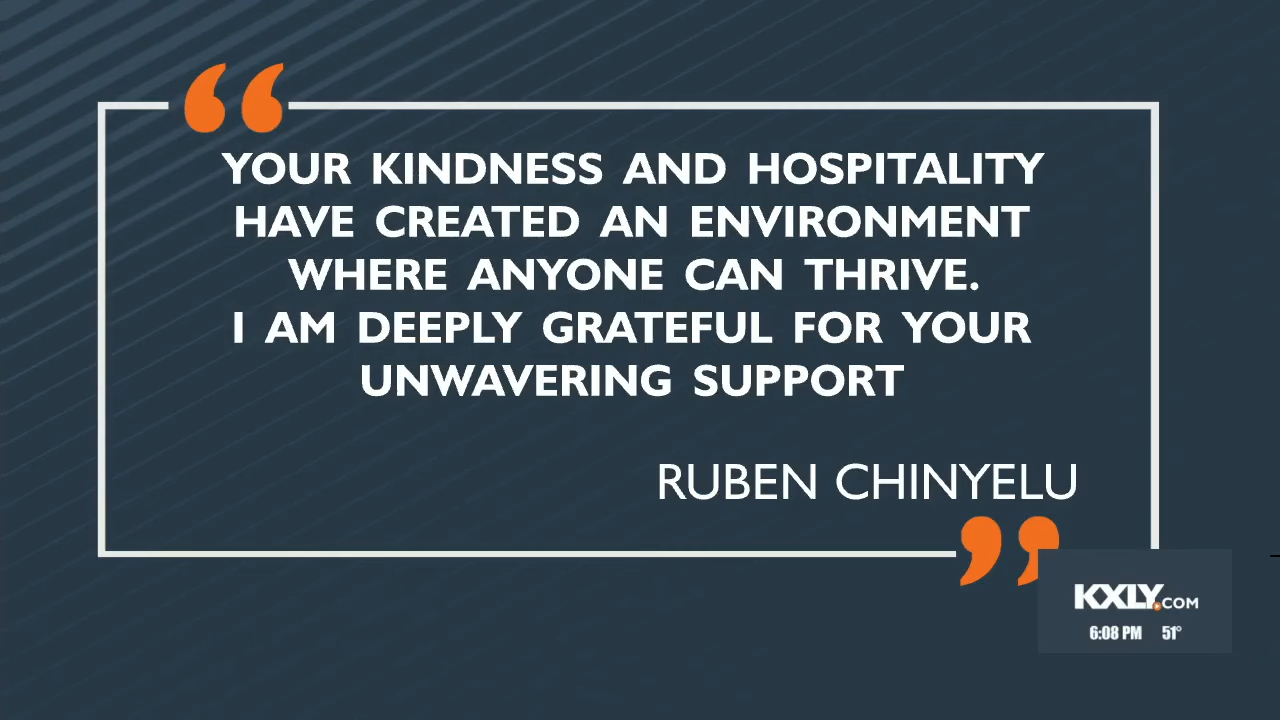 YOUR KINDNESS AND HOSPITALITY
HAVE CREATED AN ENVIRONMENT
WHERE ANYONE CAN THRIVE.
I AM DEEPLY GRATEFUL FOR YOUR
UNWAVERING SUPPORT
RUBEN CHINYELU
KXLY.COM
6:08 PM 51°